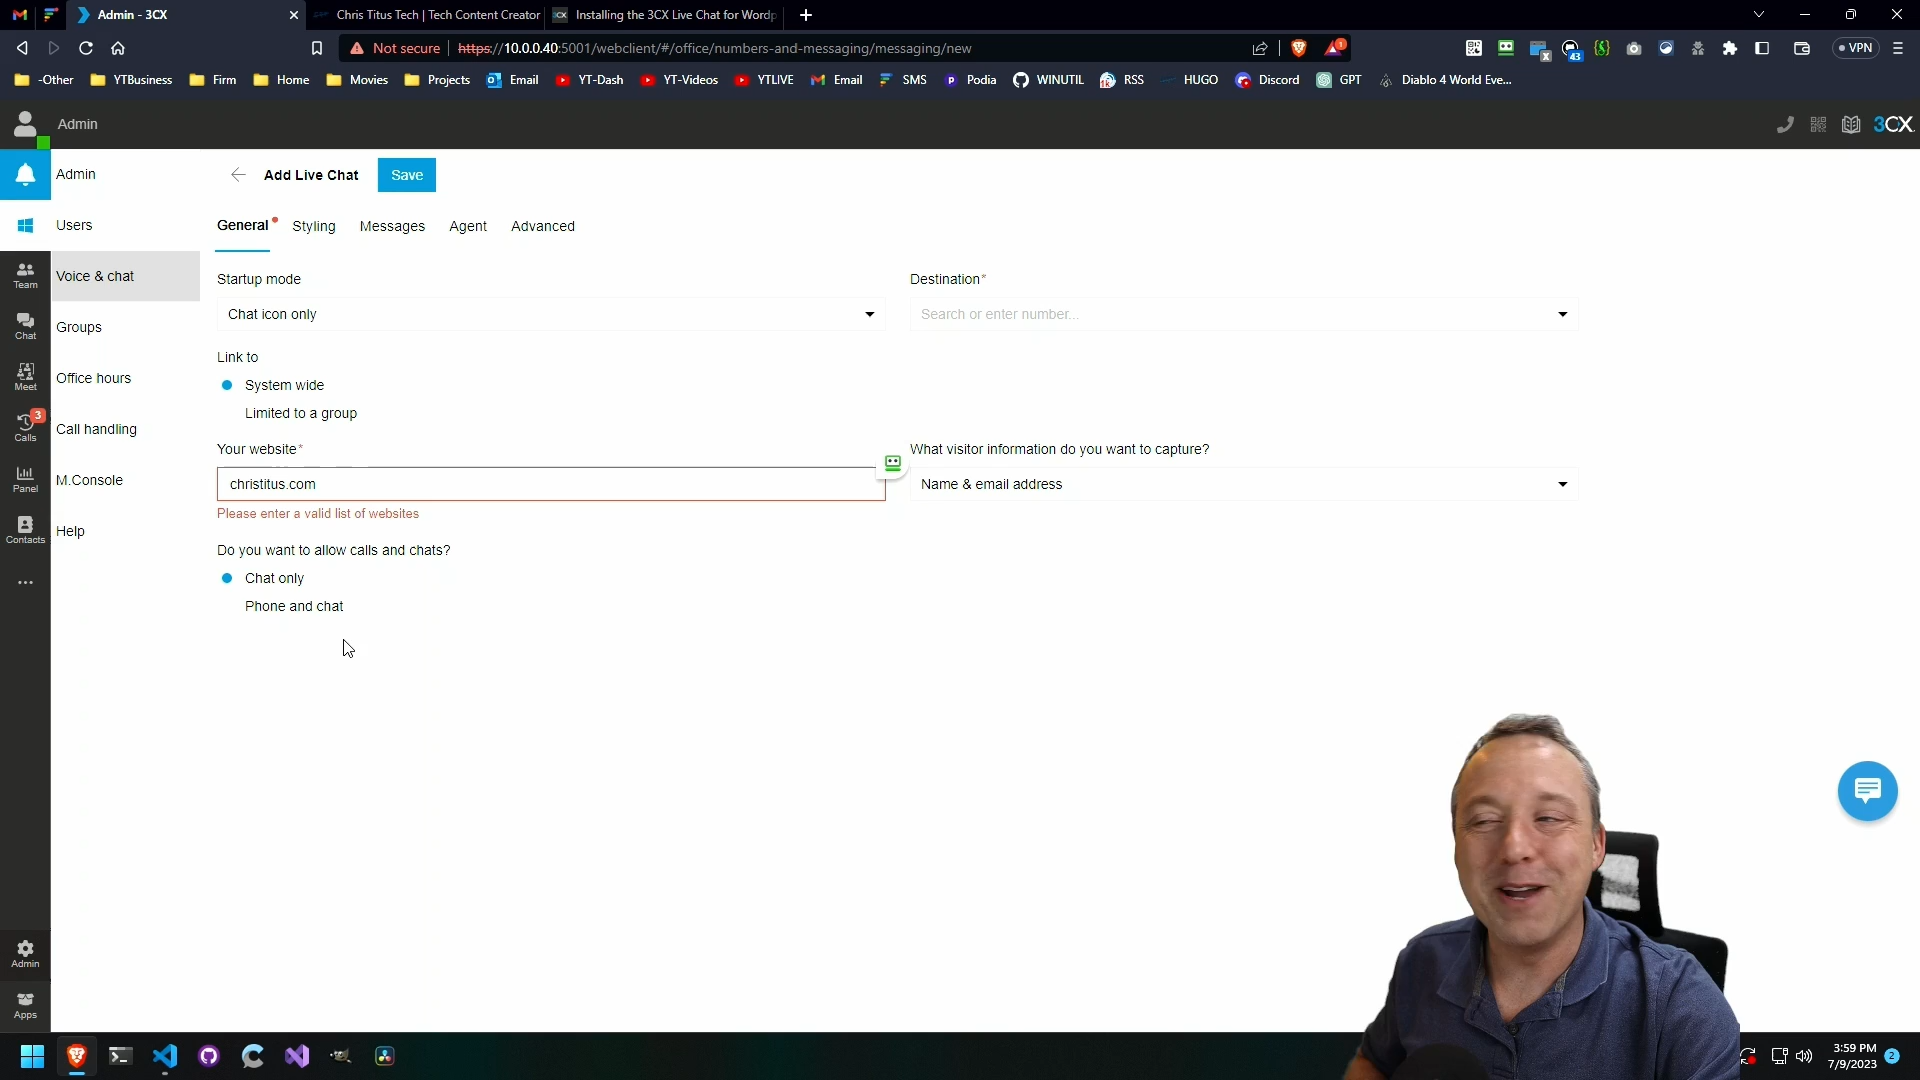 Admin - 3CX
Chris Titus Tech | Tech Content Creator
Installing the 3CX Live Chat for Wordp
Not secure
https://10.0.0.40:5001/webclient/#/office/numbers-and-messaging/messaging/new
1
X
43
VPN
-Other
YTBusiness
Firm
Home
Movies
Projects
Email
YT-Dash
YT-Videos
YTLIVE
Email
SMS
Podia
WINUTIL
RSS
HUGO
Discord
GPT
Diablo 4 World Eve...
Admin
3CX
Admin
Users
Voice & chat
Groups
Office hours
Call handling
M.Console
Help
Team
Chat
Meet
3
Calls
Panel
Contacts
Admin
Apps
Add Live Chat
Save
General
Styling
Messages
Agent
Advanced
Startup mode
Chat icon only
Destination*
Search or enter number...
Link to
System wide
Limited to a group
Your website*
christitus.com
Please enter a valid list of websites
What visitor information do you want to capture?
Name & email address
Do you want to allow calls and chats?
Chat only
Phone and chat
3:59 PM
7/9/2023
2